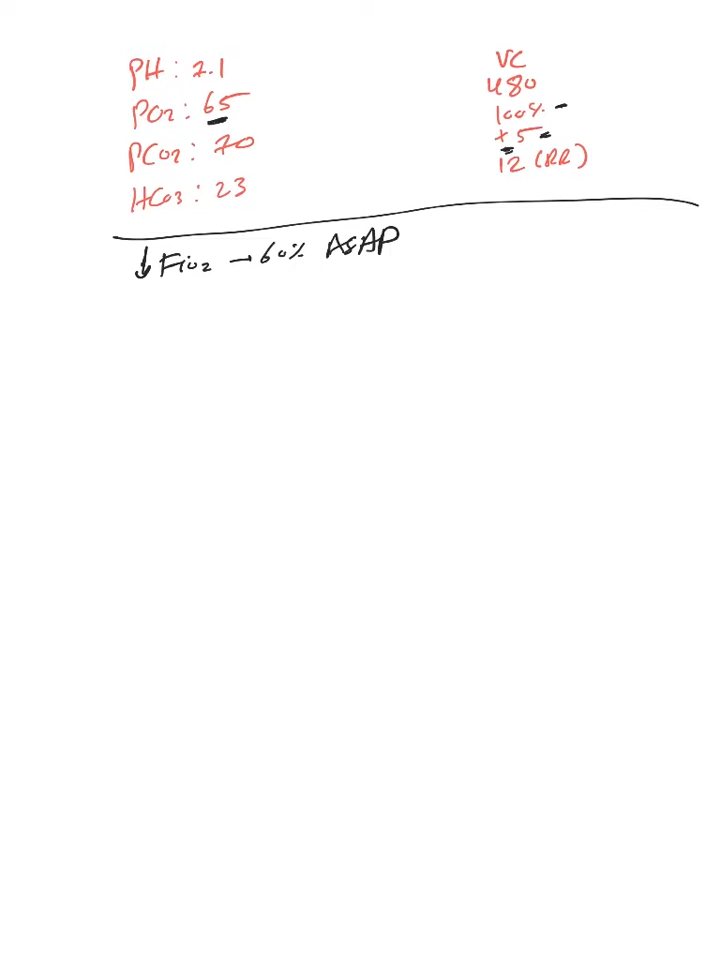 PH : 7.1
PO2 : 65
PCO2 : 70
HCO3 : 23
VC
480
100%
+ 5
12 (RR)
↓ FiO2 → 60% ASAP